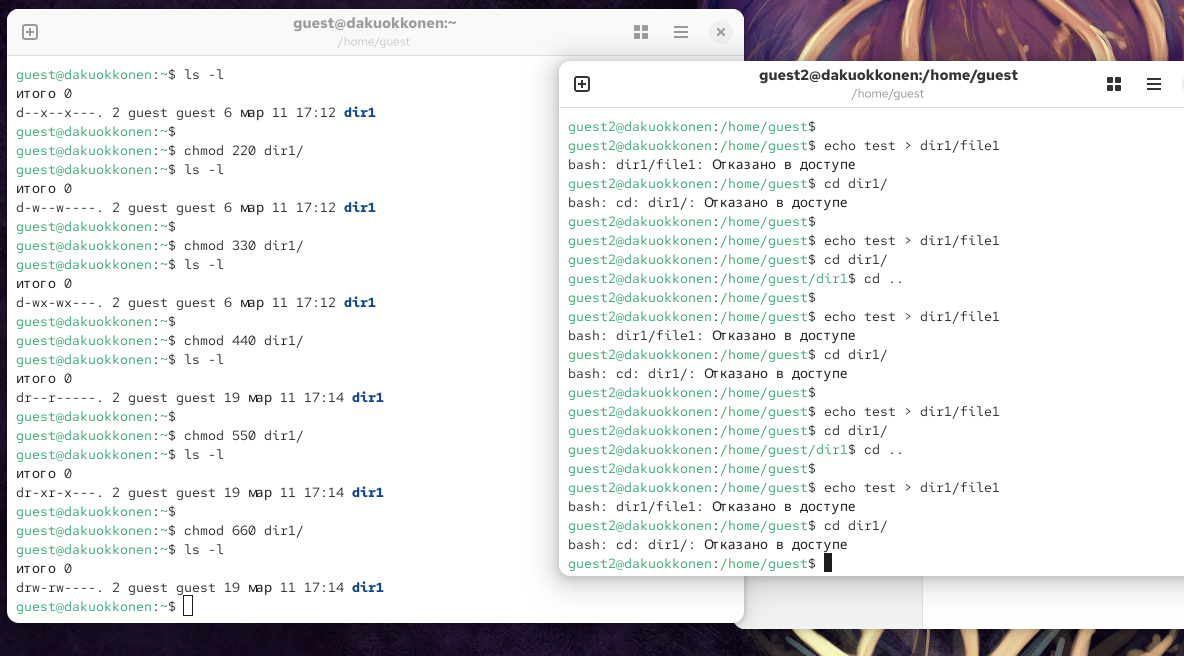 guest@dakuokkonen:~
/home/guest
guest@dakuokkonen:~$ ls -l
итого 0
d--x--x---. 2 guest guest 6 мар 11 17:12 dir1
guest@dakuokkonen:~$
guest@dakuokkonen:~$ chmod 220 dir1/
guest@dakuokkonen:~$ ls -l
итого 0
d-w--w----. 2 guest guest 6 мар 11 17:12 dir1
guest@dakuokkonen:~$
guest@dakuokkonen:~$ chmod 330 dir1/
guest@dakuokkonen:~$ ls -l
итого 0
d-wx-wx---. 2 guest guest 6 мар 11 17:12 dir1
guest@dakuokkonen:~$
guest@dakuokkonen:~$ chmod 440 dir1/
guest@dakuokkonen:~$ ls -l
итого 0
dr--r-----. 2 guest guest 19 мар 11 17:14 dir1
guest@dakuokkonen:~$
guest@dakuokkonen:~$ chmod 550 dir1/
guest@dakuokkonen:~$ ls -l
итого 0
dr-xr-x---. 2 guest guest 19 мар 11 17:14 dir1
guest@dakuokkonen:~$
guest@dakuokkonen:~$ chmod 660 dir1/
guest@dakuokkonen:~$ ls -l
итого 0
drw-rw----. 2 guest guest 19 мар 11 17:14 dir1
guest@dakuokkonen:~$
guest2@dakuokkonen:/home/guest
/home/guest
guest2@dakuokkonen:/home/guest$
guest2@dakuokkonen:/home/guest$ echo test > dir1/file1
bash: dir1/file1: Отказано в доступе
guest2@dakuokkonen:/home/guest$ cd dir1/
bash: cd: dir1/: Отказано в доступе
guest2@dakuokkonen:/home/guest$
guest2@dakuokkonen:/home/guest$ echo test > dir1/file1
guest2@dakuokkonen:/home/guest$ cd dir1/
guest2@dakuokkonen:/home/guest/dir1$ cd ..
guest2@dakuokkonen:/home/guest$
guest2@dakuokkonen:/home/guest$ echo test > dir1/file1
bash: dir1/file1: Отказано в доступе
guest2@dakuokkonen:/home/guest$ cd dir1/
bash: cd: dir1/: Отказано в доступе
guest2@dakuokkonen:/home/guest$
guest2@dakuokkonen:/home/guest$ echo test > dir1/file1
guest2@dakuokkonen:/home/guest$ cd dir1/
guest2@dakuokkonen:/home/guest/dir1$ cd ..
guest2@dakuokkonen:/home/guest$
guest2@dakuokkonen:/home/guest$ echo test > dir1/file1
bash: dir1/file1: Отказано в доступе
guest2@dakuokkonen:/home/guest$ cd dir1/
bash: cd: dir1/: Отказано в доступе
guest2@dakuokkonen:/home/guest$